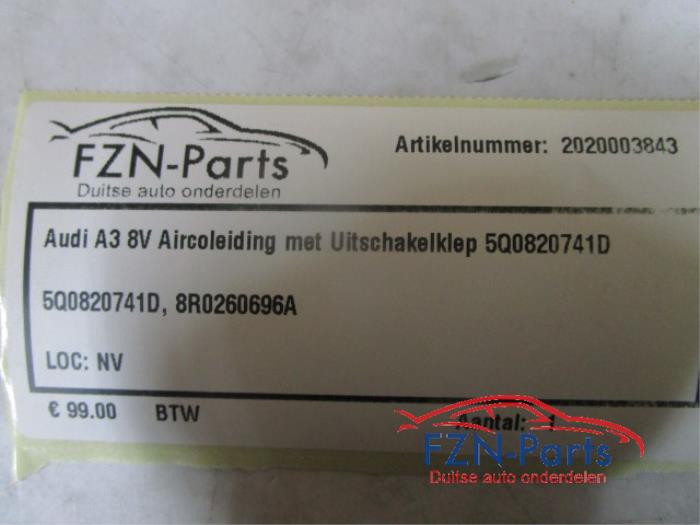 FZN-Parts
Duitse auto onderdelen
Artikelnummer: 2020003843
Audi A3 8V Aircoleiding met Uitschakelklep 5Q0820741D
5Q0820741D, 8R0260696A
LOC: NV
€ 99.00 BTW
Aantal: 1
FZN-Parts
Duitse auto onderdelen